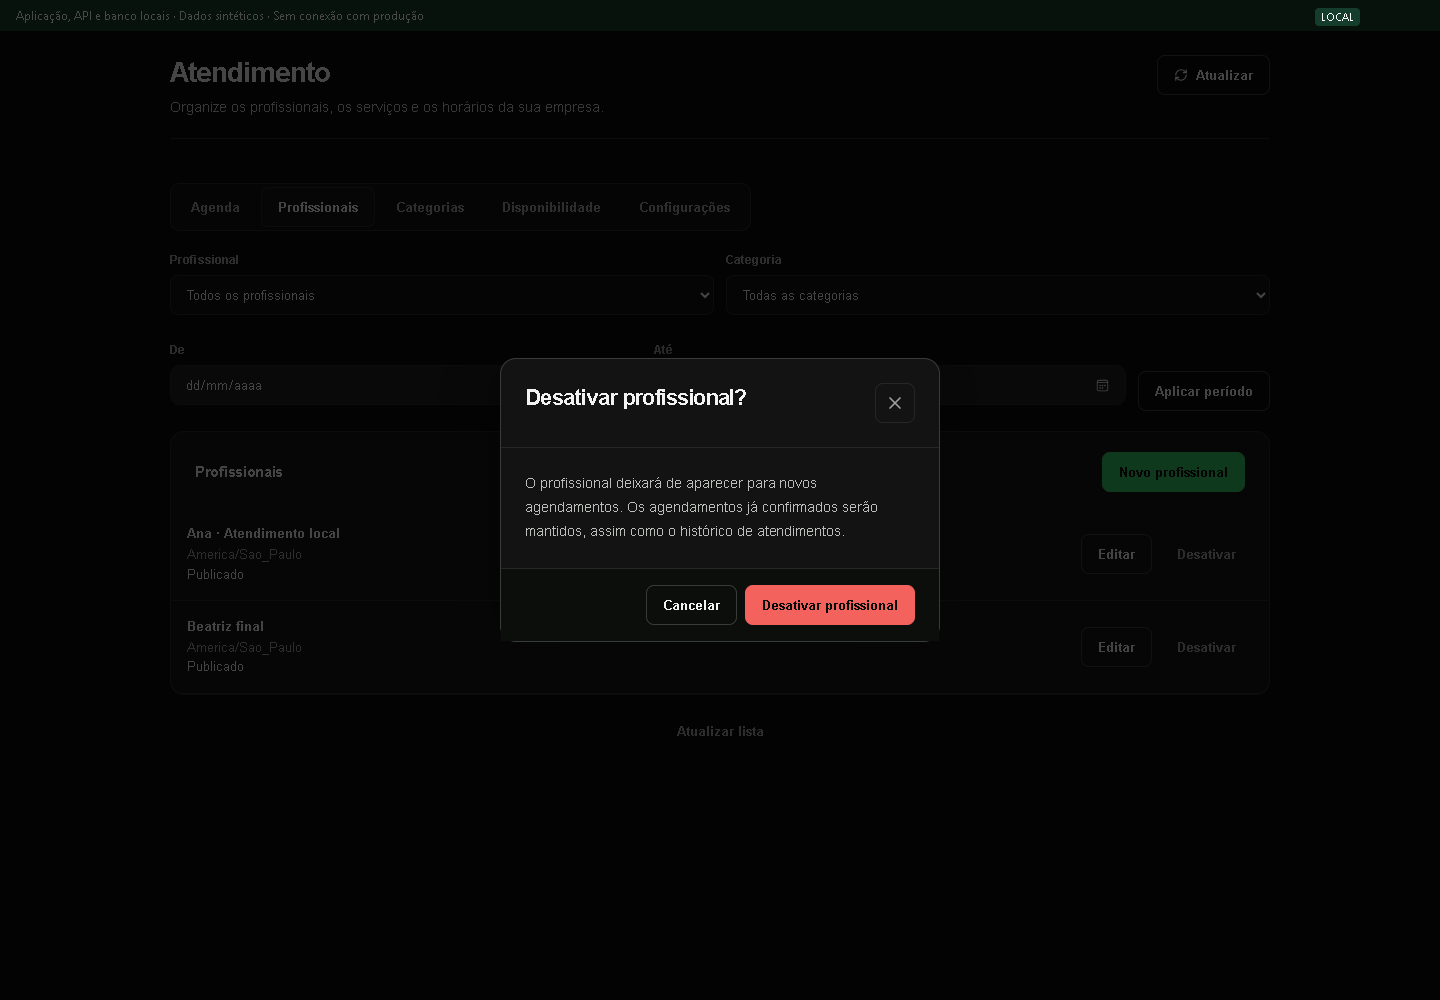 Aplicação, API e banco locais · Dados sintéticos · Sem conexão com produção
LOCAL
Atendimento
Atualizar
Organize os profissionais, os serviços e os horários da sua empresa.
Agenda
Profissionais
Categorias
Disponibilidade
Configurações
Profissional
Categoria
Todos os profissionais
Todas as categorias
De
Até
dd/mm/aaaa
Aplicar período
Desativar profissional?
Profissionais
Novo profissional
O profissional deixará de aparecer para novos
agendamentos. Os agendamentos já confirmados serão
mantidos, assim como o histórico de atendimentos.
Ana · Atendimento local
America/Sao_Paulo
Publicado
Editar
Desativar
Cancelar
Desativar profissional
Beatriz final
America/Sao_Paulo
Publicado
Editar
Desativar
Atualizar lista